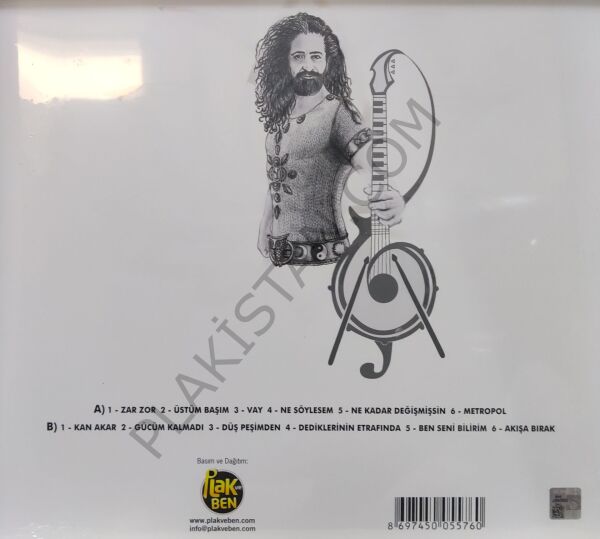 PLAKİSTAN.COM
A) 1 - ZAR ZOR 2 - ÜSTÜM BAŞIM 3 - VAY 4 - NE SÖYLESEM 5 - NE KADAR DEĞİŞMİŞSİN 6 - METROPOL
B) 1 - KAN AKAR 2 - GÜCÜM KALMADI 3 - DÜŞ PEŞİMDEN 4 - DEDİKLERİNİN ETRAFINDA 5 - BEN SENİ BİLİRİM 6 - AKIŞA BIRAK
Basım ve Dağıtım:
Plak
ve
BEN
www.plakveben.com
info@plakveben.com
8 697450 055760